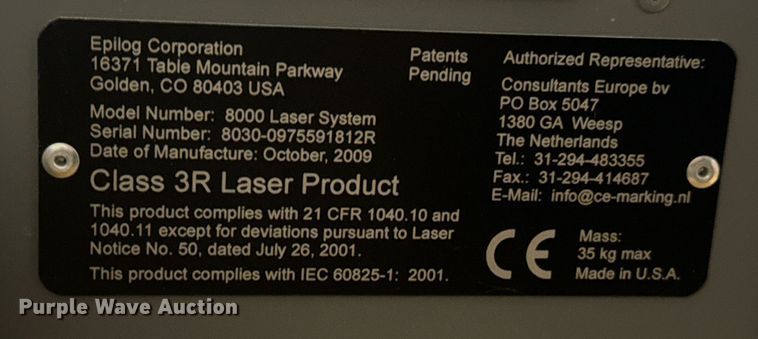 Epilog Corporation
16371 Table Mountain Parkway
Golden, CO 80403 USA
Model Number: 8000 Laser System
Serial Number: 8030-0975591812R
Date of Manufacture: October, 2009
Class 3R Laser Product
This product complies with 21 CFR 1040.10 and
1040.11 except for deviations pursuant to Laser
Notice No. 50, dated July 26, 2001.
This product complies with IEC 60825-1: 2001.
Patents
Pending
Authorized Representative:
Consultants Europe bv
PO Box 5047
1380 GA Weesp
The Netherlands
Tel.: 31-294-483355
Fax.: 31-294-414687
E-Mail: info@ce-marking.nl
CE
Mass:
35 kg max
Made in U.S.A.
Purple Wave Auction